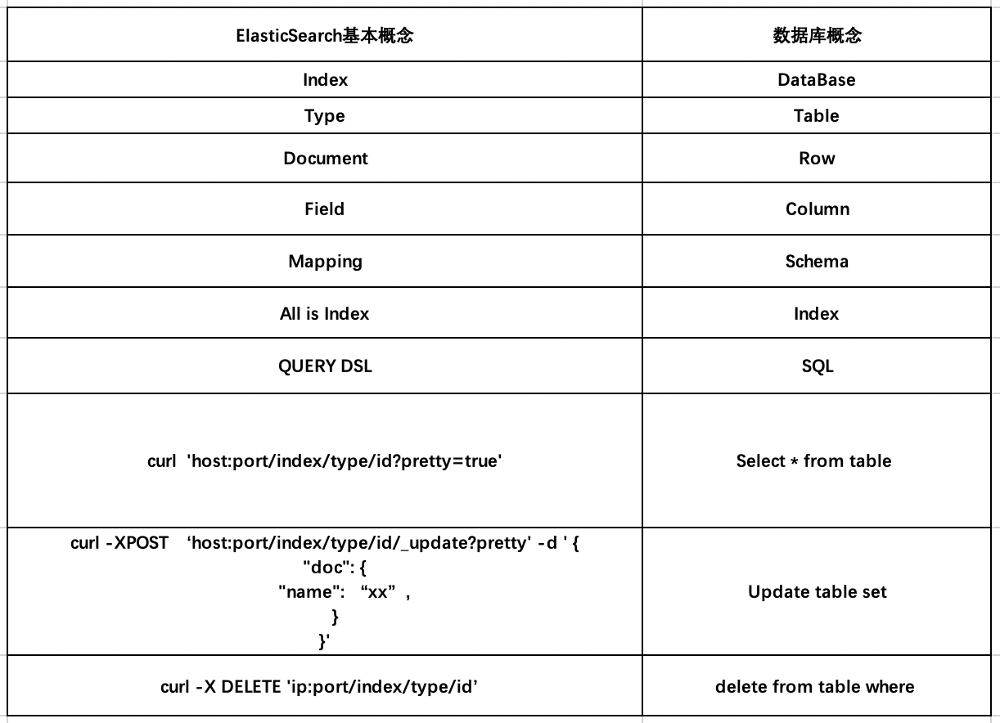 ElasticSearch基本概念 数据库概念
Index DataBase
Type Table
Document Row
Field Column
Mapping Schema
All is Index Index
QUERY DSL SQL
curl  'host:port/index/type/id?pretty=true' Select * from table
curl -XPOST  ‘host:port/index/type/id/_update?pretty' -d ' {
"doc": {
"name":  “xx” ,
}
}'
Update table set
curl -X DELETE 'ip:port/index/type/id’ delete from table where